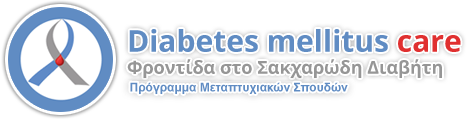 Diabetes mellitus care
Φροντίδα στο Σακχαρώδη Διαβήτη
Πρόγραμμα Μεταπτυχιακών Σπουδών